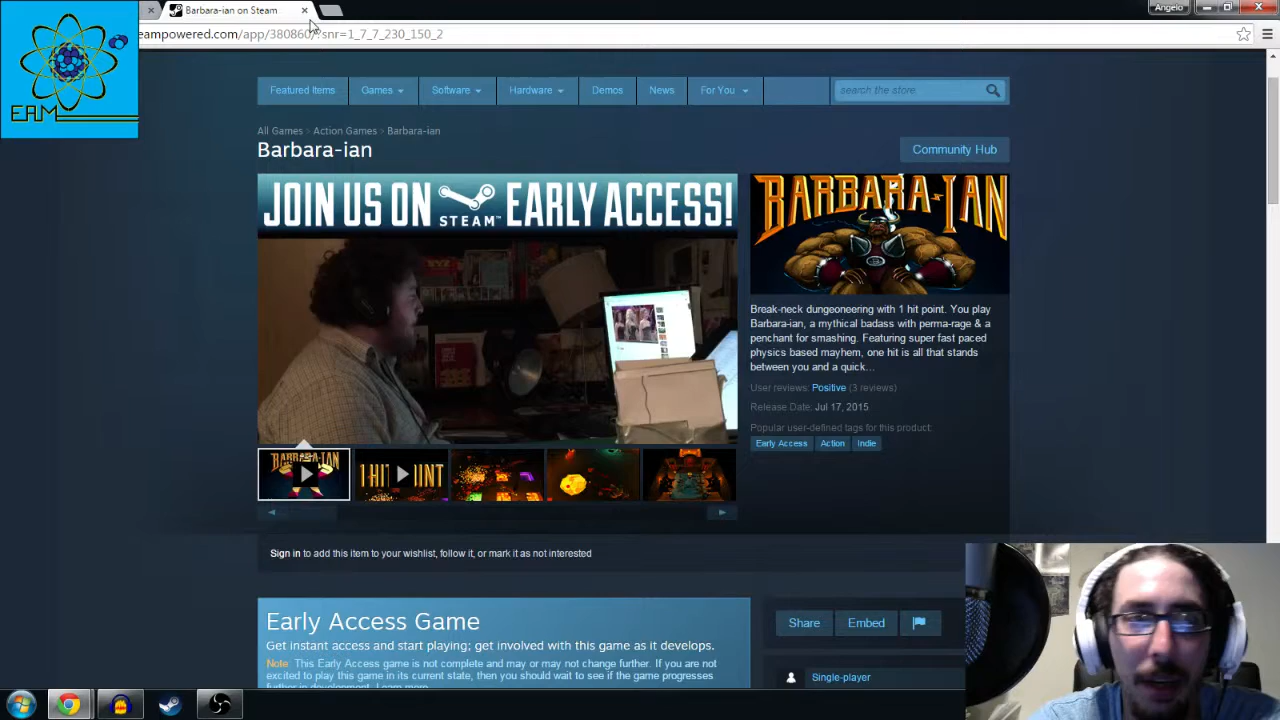 Barbara-ian on Steam
Angelo
eampowered.com/app/380860/?snr=1_7_7_230_150_2
EAM
Featured Items
Games
Software
Hardware
Demos
News
For You
search the store
All Games > Action Games > Barbara-ian
Barbara-ian
Community Hub
JOIN US ON STEAM™ EARLY ACCESS!
BARBARA-IAN
Break-neck dungeoneering with 1 hit point. You play
Barbara-ian, a mythical badass with perma-rage & a
penchant for smashing. Featuring super fast paced
physics based mayhem, one hit is all that stands
between you and a quick...
User reviews: Positive (3 reviews)
Release Date: Jul 17, 2015
Popular user-defined tags for this product:
Early Access
Action
Indie
BARBARA-IAN
1 HIT
Sign in to add this item to your wishlist, follow it, or mark it as not interested
Early Access Game
Get instant access and start playing; get involved with this game as it develops.
Note: This Early Access game is not complete and may or may not change further. If you are not
excited to play this game in its current state, then you should wait to see if the game progresses
further in development. Learn more
Share
Embed
Single-player